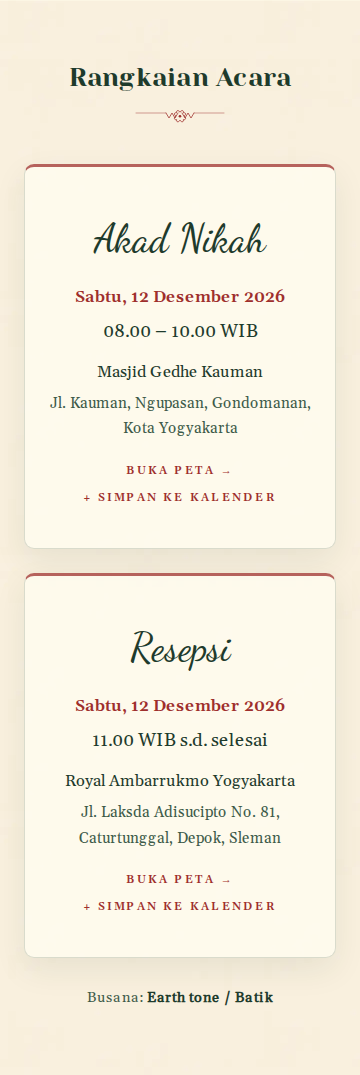 Rangkaian Acara
Akad Nikah
Sabtu, 12 Desember 2026
08.00 – 10.00 WIB
Masjid Gedhe Kauman
Jl. Kauman, Ngupasan, Gondomanan,
Kota Yogyakarta
BUKA PETA →
+ SIMPAN KE KALENDER
Resepsi
Sabtu, 12 Desember 2026
11.00 WIB s.d. selesai
Royal Ambarrukmo Yogyakarta
Jl. Laksda Adisucipto No. 81,
Caturtunggal, Depok, Sleman
BUKA PETA →
+ SIMPAN KE KALENDER
Busana: Earth tone / Batik